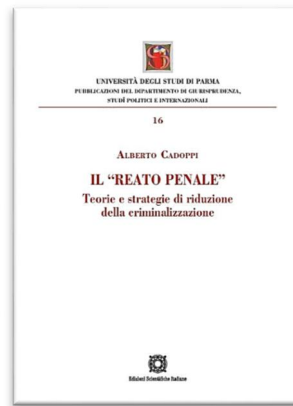 UNIVERSITÀ DEGLI STUDI DI PARMA
PUBBLICAZIONI DEL DIPARTIMENTO DI GIURISPRUDENZA,
STUDÎ POLITICI E INTERNAZIONALI
16
ALBERTO CADOPPI
IL “REATO PENALE”
Teorie e strategie di riduzione
della criminalizzazione
Edizioni Scientifiche Italiane